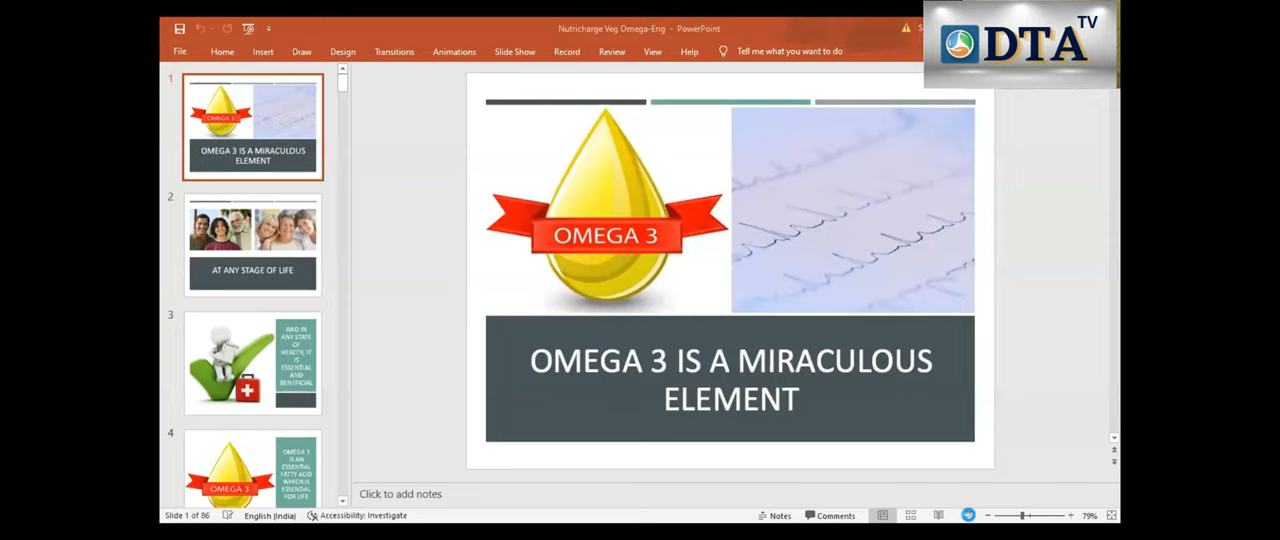 Nutricharge Veg Omega-Eng - PowerPoint
DTA TV
File Home Insert Draw Design Transitions Animations Slide Show Record Review View Help Tell me what you want to do
1
OMEGA 3
OMEGA 3 IS A MIRACULOUS
ELEMENT
2
AT ANY STAGE OF LIFE
3
AND IN
ANY STATE
OF
HEALTH, IT
IS
ESSENTIAL
AND
BENEFICIAL
4
OMEGA 3
OMEGA 3
IS AN
ESSENTIAL
FATTY ACID
WHICH IS
ESSENTIAL
FOR LIFE
OMEGA 3
OMEGA 3 IS A MIRACULOUS
ELEMENT
Click to add notes
Slide 1 of 86 English (India) Accessibility: Investigate Notes Comments 79%